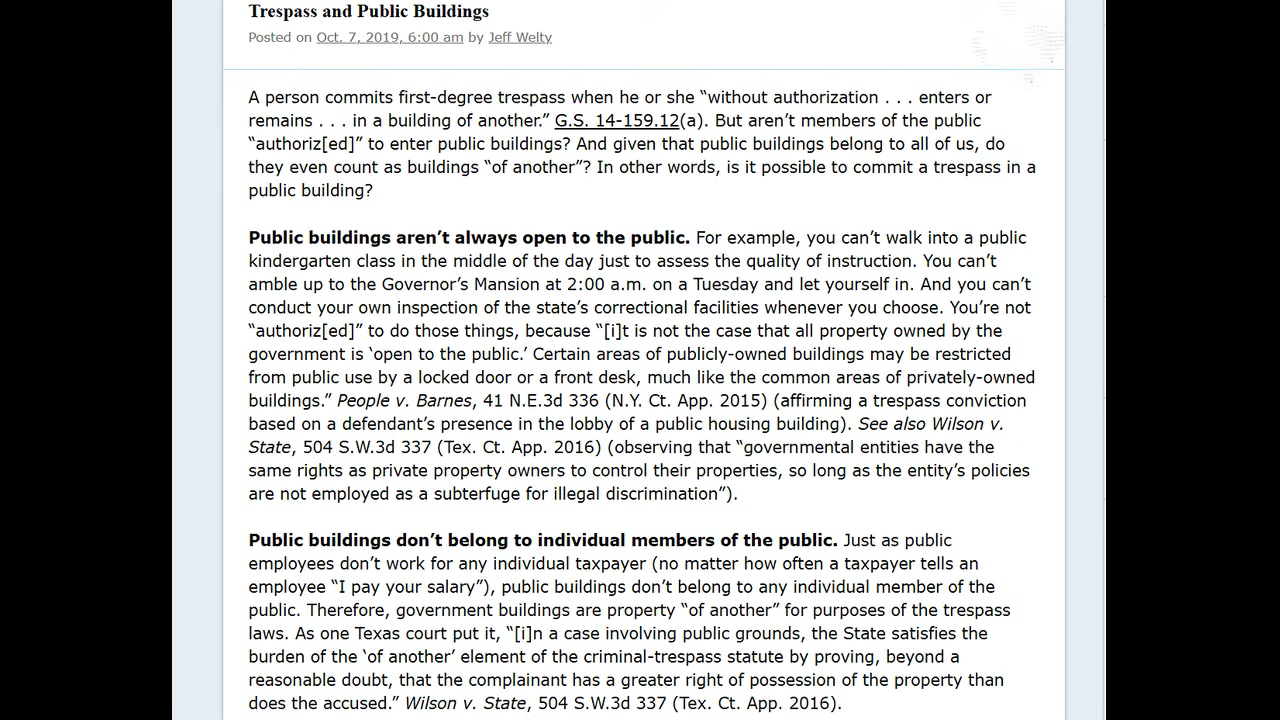 Trespass and Public Buildings
Posted on Oct. 7, 2019, 6:00 am by Jeff Welty
A person commits first-degree trespass when he or she “without authorization . . . enters or
remains . . . in a building of another.” G.S. 14-159.12(a). But aren’t members of the public
“authoriz[ed]” to enter public buildings? And given that public buildings belong to all of us, do
they even count as buildings “of another”? In other words, is it possible to commit a trespass in a
public building?
Public buildings aren’t always open to the public. For example, you can’t walk into a public
kindergarten class in the middle of the day just to assess the quality of instruction. You can’t
amble up to the Governor’s Mansion at 2:00 a.m. on a Tuesday and let yourself in. And you can’t
conduct your own inspection of the state’s correctional facilities whenever you choose. You’re not
“authoriz[ed]” to do those things, because “[i]t is not the case that all property owned by the
government is ‘open to the public.’ Certain areas of publicly-owned buildings may be restricted
from public use by a locked door or a front desk, much like the common areas of privately-owned
buildings.” People v. Barnes, 41 N.E.3d 336 (N.Y. Ct. App. 2015) (affirming a trespass conviction
based on a defendant’s presence in the lobby of a public housing building). See also Wilson v.
State, 504 S.W.3d 337 (Tex. Ct. App. 2016) (observing that “governmental entities have the
same rights as private property owners to control their properties, so long as the entity’s policies
are not employed as a subterfuge for illegal discrimination”).
Public buildings don’t belong to individual members of the public. Just as public
employees don’t work for any individual taxpayer (no matter how often a taxpayer tells an
employee “I pay your salary”), public buildings don’t belong to any individual member of the
public. Therefore, government buildings are property “of another” for purposes of the trespass
laws. As one Texas court put it, “[i]n a case involving public grounds, the State satisfies the
burden of the ‘of another’ element of the criminal-trespass statute by proving, beyond a
reasonable doubt, that the complainant has a greater right of possession of the property than
does the accused.” Wilson v. State, 504 S.W.3d 337 (Tex. Ct. App. 2016).